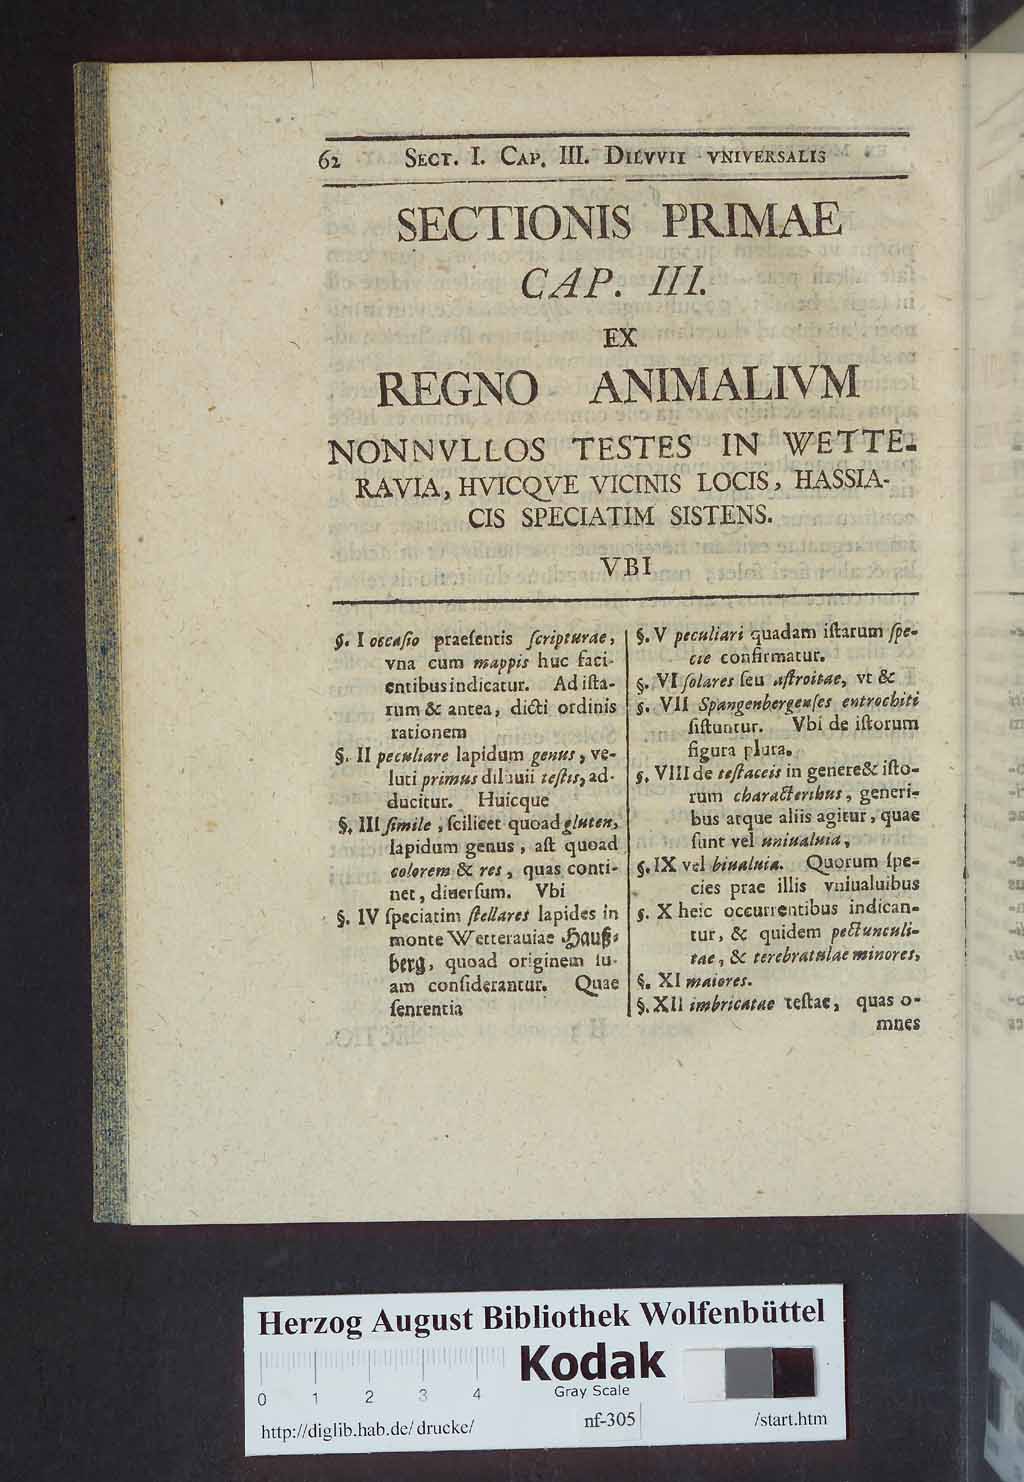 62 SECT. I. CAP. III. DILVVII VNIVERSALIS
SECTIONIS PRIMAE
CAP. III.
EX
REGNO ANIMALIVM
NONNVLLOS TESTES IN WETTE-
RAVIA, HVICQVE VICINIS LOCIS, HASSIA-
CIS SPECIATIM SISTENS.
VBI
§. I occasio praeſentis ſcripturae,
vna cum mappis huc faci-
entibus indicatur. Ad iſta-
rum & antea, dicti ordinis
rationem
§. II peculiare lapidum genus, ve-
luti primus diluuii teſtis, ad-
ducitur. Huicque
§. III ſimile, ſcilicet quoad gluten,
lapidum genus, aſt quoad
colorem & res, quas conti-
net, diuerſum. Vbi
§. IV ſpeciatim ſtellares lapides in
monte Wetterauiae Hauß-
berg, quoad originem ſu-
am conſiderantur. Quae
ſenrentia
§. V peculiari quadam iſtarum ſpe-
cie confirmatur.
§. VI ſolares ſeu aſtroitae, vt &
§. VII Spangenbergenſes entrochiti
ſiſtuntur. Vbi de iſtorum
figura plura.
§. VIII de teſtaceis in genere & iſto-
rum characteribus, generi-
bus atque aliis agitur, quae
ſunt vel uniualuia,
§. IX vel biualuia. Quorum ſpe-
cies prae illis vniualuibus
§. X heic occurrentibus indican-
tur, & quidem pectunculi-
tae, & terebratulae minores,
§. XI maiores.
§. XII imbricatae teſtae, quas o-
mnes
Herzog August Bibliothek Wolfenbüttel
Kodak
Gray Scale
0 1 2 3 4
http://diglib.hab.de/drucke/ nf-305 /start.htm